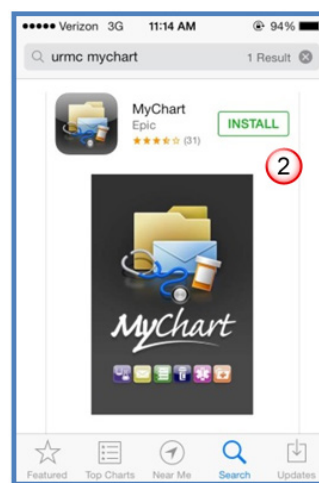 Verizon 3G 11:14 AM 94%
urmc mychart 1 Result
MyChart
Epic
(31)
INSTALL
2
MyChart
Featured Top Charts Near Me Search Updates